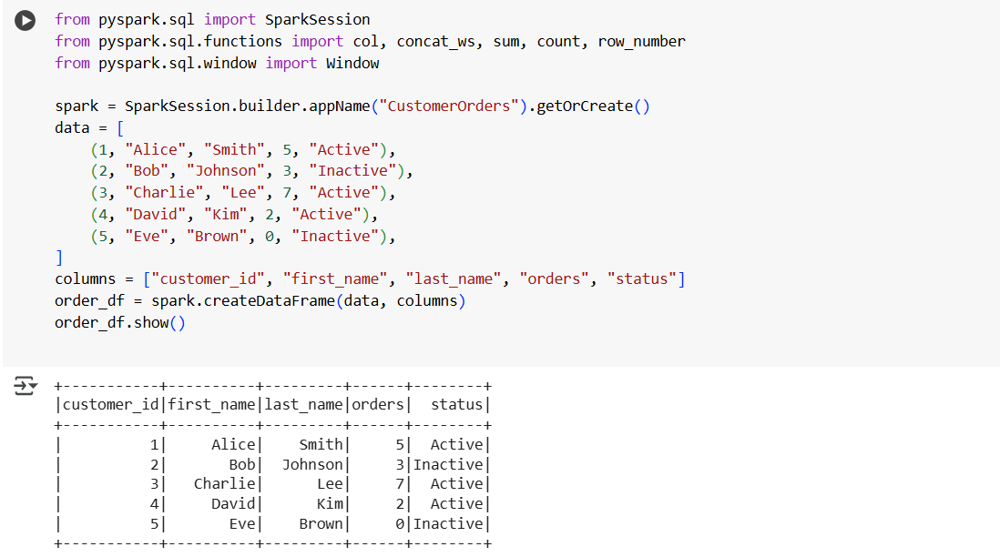 from pyspark.sql import SparkSession
from pyspark.sql.functions import col, concat_ws, sum, count, row_number
from pyspark.sql.window import Window

spark = SparkSession.builder.appName("CustomerOrders").getOrCreate()
data = [
    (1, "Alice", "Smith", 5, "Active"),
    (2, "Bob", "Johnson", 3, "Inactive"),
    (3, "Charlie", "Lee", 7, "Active"),
    (4, "David", "Kim", 2, "Active"),
    (5, "Eve", "Brown", 0, "Inactive"),
]
columns = ["customer_id", "first_name", "last_name", "orders", "status"]
order_df = spark.createDataFrame(data, columns)
order_df.show()

+-----------+----------+---------+------+--------+
|customer_id|first_name|last_name|orders|  status|
+-----------+----------+---------+------+--------+
|          1|     Alice|    Smith|     5|  Active|
|          2|       Bob|  Johnson|     3|Inactive|
|          3|   Charlie|      Lee|     7|  Active|
|          4|     David|      Kim|     2|  Active|
|          5|       Eve|    Brown|     0|Inactive|
+-----------+----------+---------+------+--------+